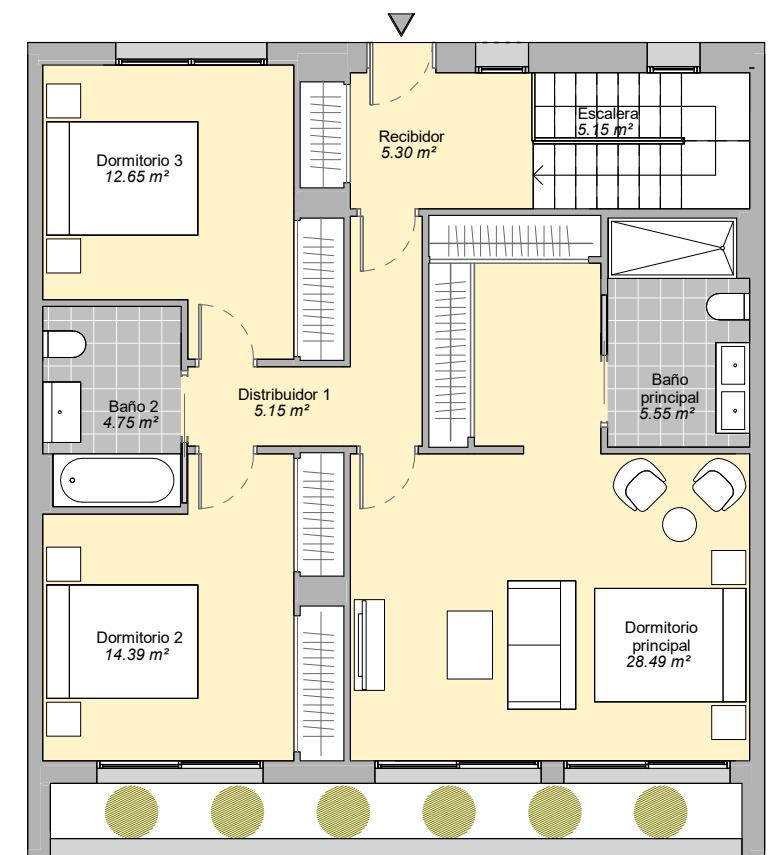 Escalera
5.15 m²
Recibidor
5.30 m²
Dormitorio 3
12.65 m²
Distribuidor 1
5.15 m²
Baño 2
4.75 m²
Baño
principal
5.55 m²
Dormitorio 2
14.39 m²
Dormitorio
principal
28.49 m²